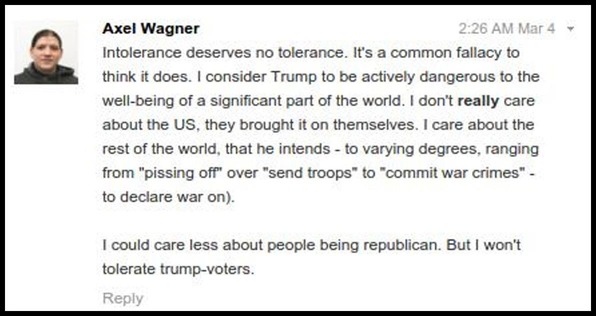 Axel Wagner 2:26 AM Mar 4
Intolerance deserves no tolerance. It's a common fallacy to
think it does. I consider Trump to be actively dangerous to the
well-being of a significant part of the world. I don't really care
about the US, they brought it on themselves. I care about the
rest of the world, that he intends - to varying degrees, ranging
from "pissing off" over "send troops" to "commit war crimes" -
to declare war on).
I could care less about people being republican. But I won't
tolerate trump-voters.
Reply